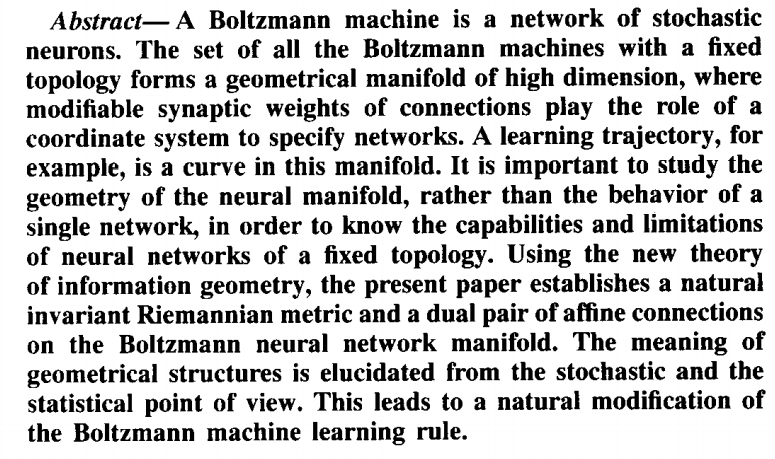 Abstract— A Boltzmann machine is a network of stochastic
neurons. The set of all the Boltzmann machines with a fixed
topology forms a geometrical manifold of high dimension, where
modifiable synaptic weights of connections play the role of a
coordinate system to specify networks. A learning trajectory, for
example, is a curve in this manifold. It is important to study the
geometry of the neural manifold, rather than the behavior of a
single network, in order to know the capabilities and limitations
of neural networks of a fixed topology. Using the new theory
of information geometry, the present paper establishes a natural
invariant Riemannian metric and a dual pair of affine connections
on the Boltzmann neural network manifold. The meaning of
geometrical structures is elucidated from the stochastic and the
statistical point of view. This leads to a natural modification of
the Boltzmann machine learning rule.